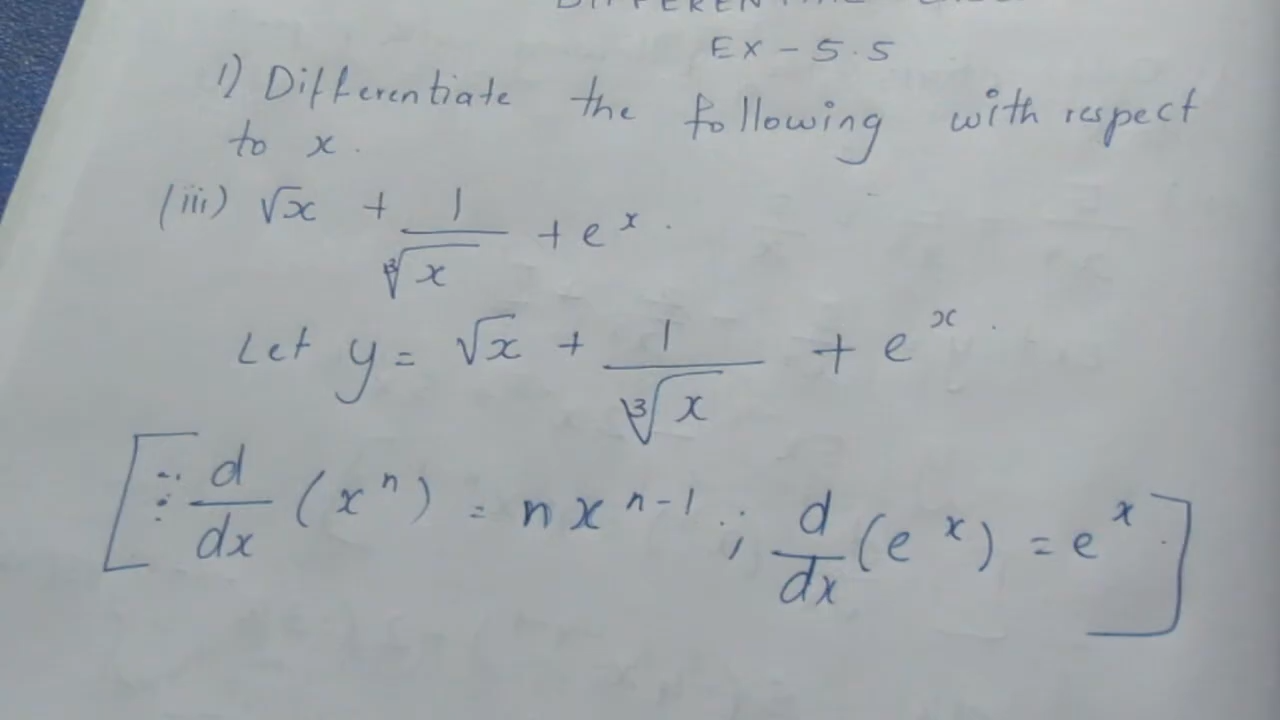 EX - 5.5
1) Differentiate the following with respect
to x.
(iii) √x + 1/∛x + e^x.
Let y = √x + 1/∛x + e^x.
[∵ d/dx (x^n) = n x^(n-1) ; d/dx (e^x) = e^x.]